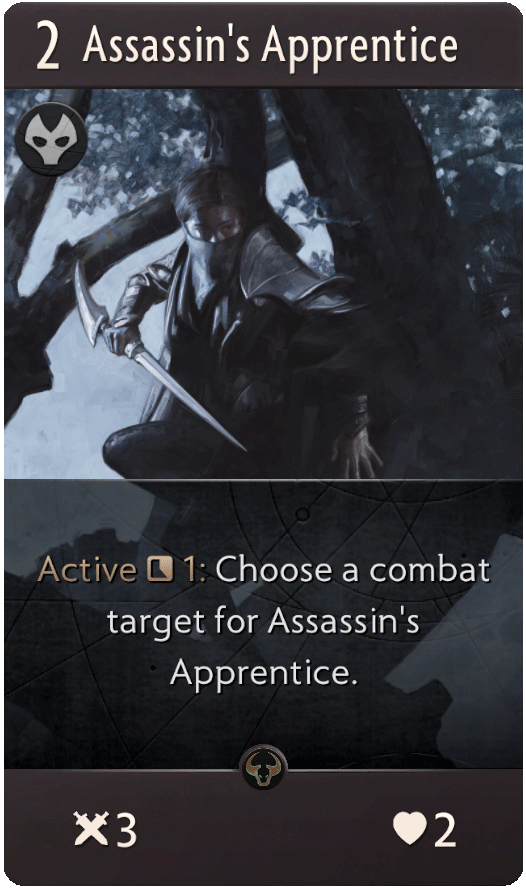 2 Assassin's Apprentice
Active 1: Choose a combat
target for Assassin's
Apprentice.
3 2